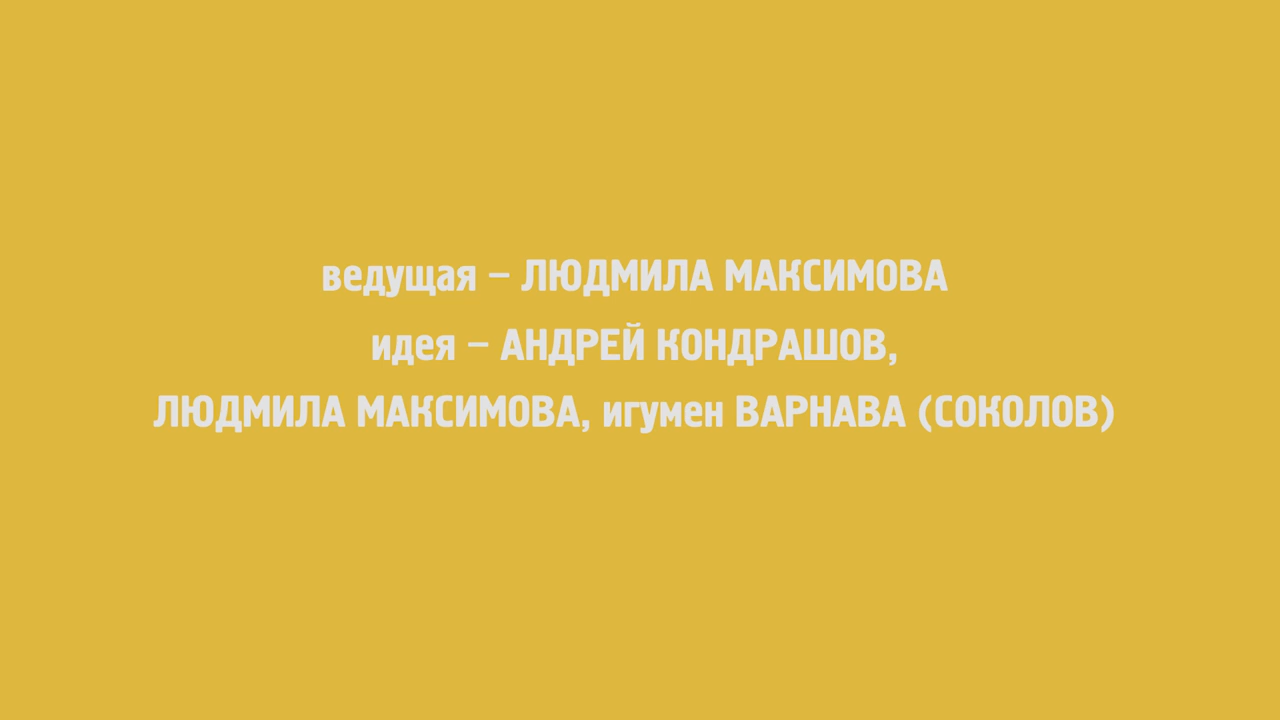 ведущая – ЛЮДМИЛА МАКСИМОВА
идея – АНДРЕЙ КОНДРАШОВ,
ЛЮДМИЛА МАКСИМОВА, игумен ВАРНАВА (СОКОЛОВ)